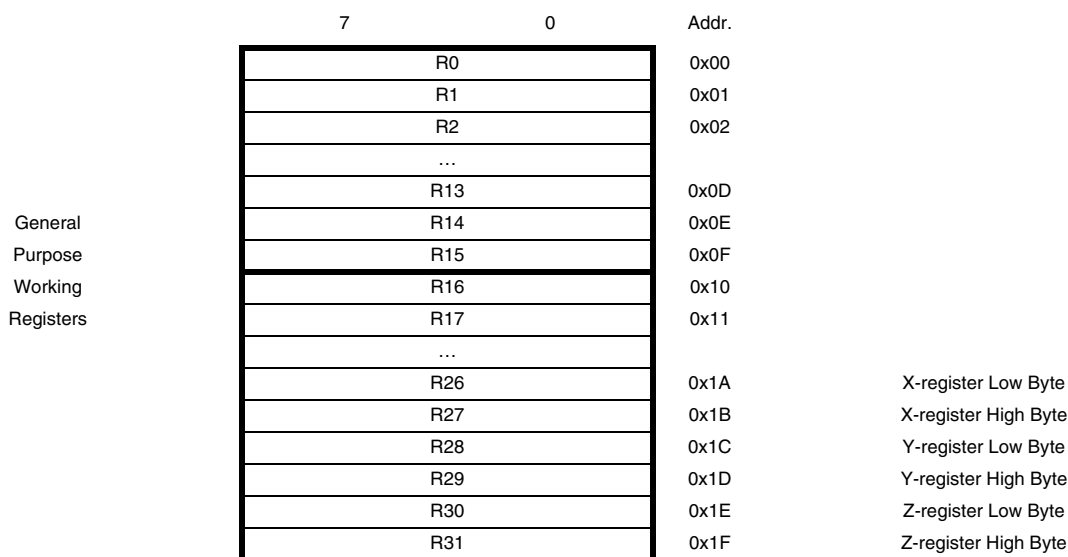 7 0 Addr.
R0 0x00
R1 0x01
R2 0x02
…
R13 0x0D
General R14 0x0E
Purpose R15 0x0F
Working R16 0x10
Registers R17 0x11
…
R26 0x1A X-register Low Byte
R27 0x1B X-register High Byte
R28 0x1C Y-register Low Byte
R29 0x1D Y-register High Byte
R30 0x1E Z-register Low Byte
R31 0x1F Z-register High Byte